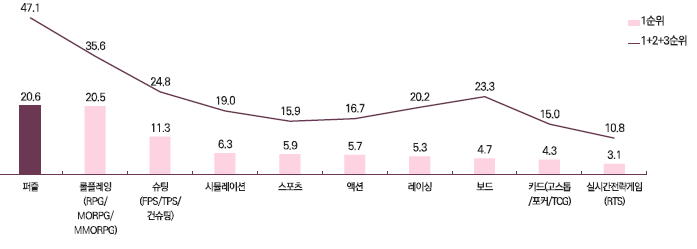 47.1
35.6
24.8
19.0
15.9
16.7
20.2
23.3
15.0
10.8
1순위
1+2+3순위
20.6
20.5
11.3
6.3
5.9
5.7
5.3
4.7
4.3
3.1
퍼즐
롤플레잉
(RPG/
MORPG/
MMORPG)
슈팅
(FPS/TPS/
건슈팅)
시뮬레이션
스포츠
액션
레이싱
보드
카드(고스톱
/포커/TCG)
실시간전략게임
(RTS)